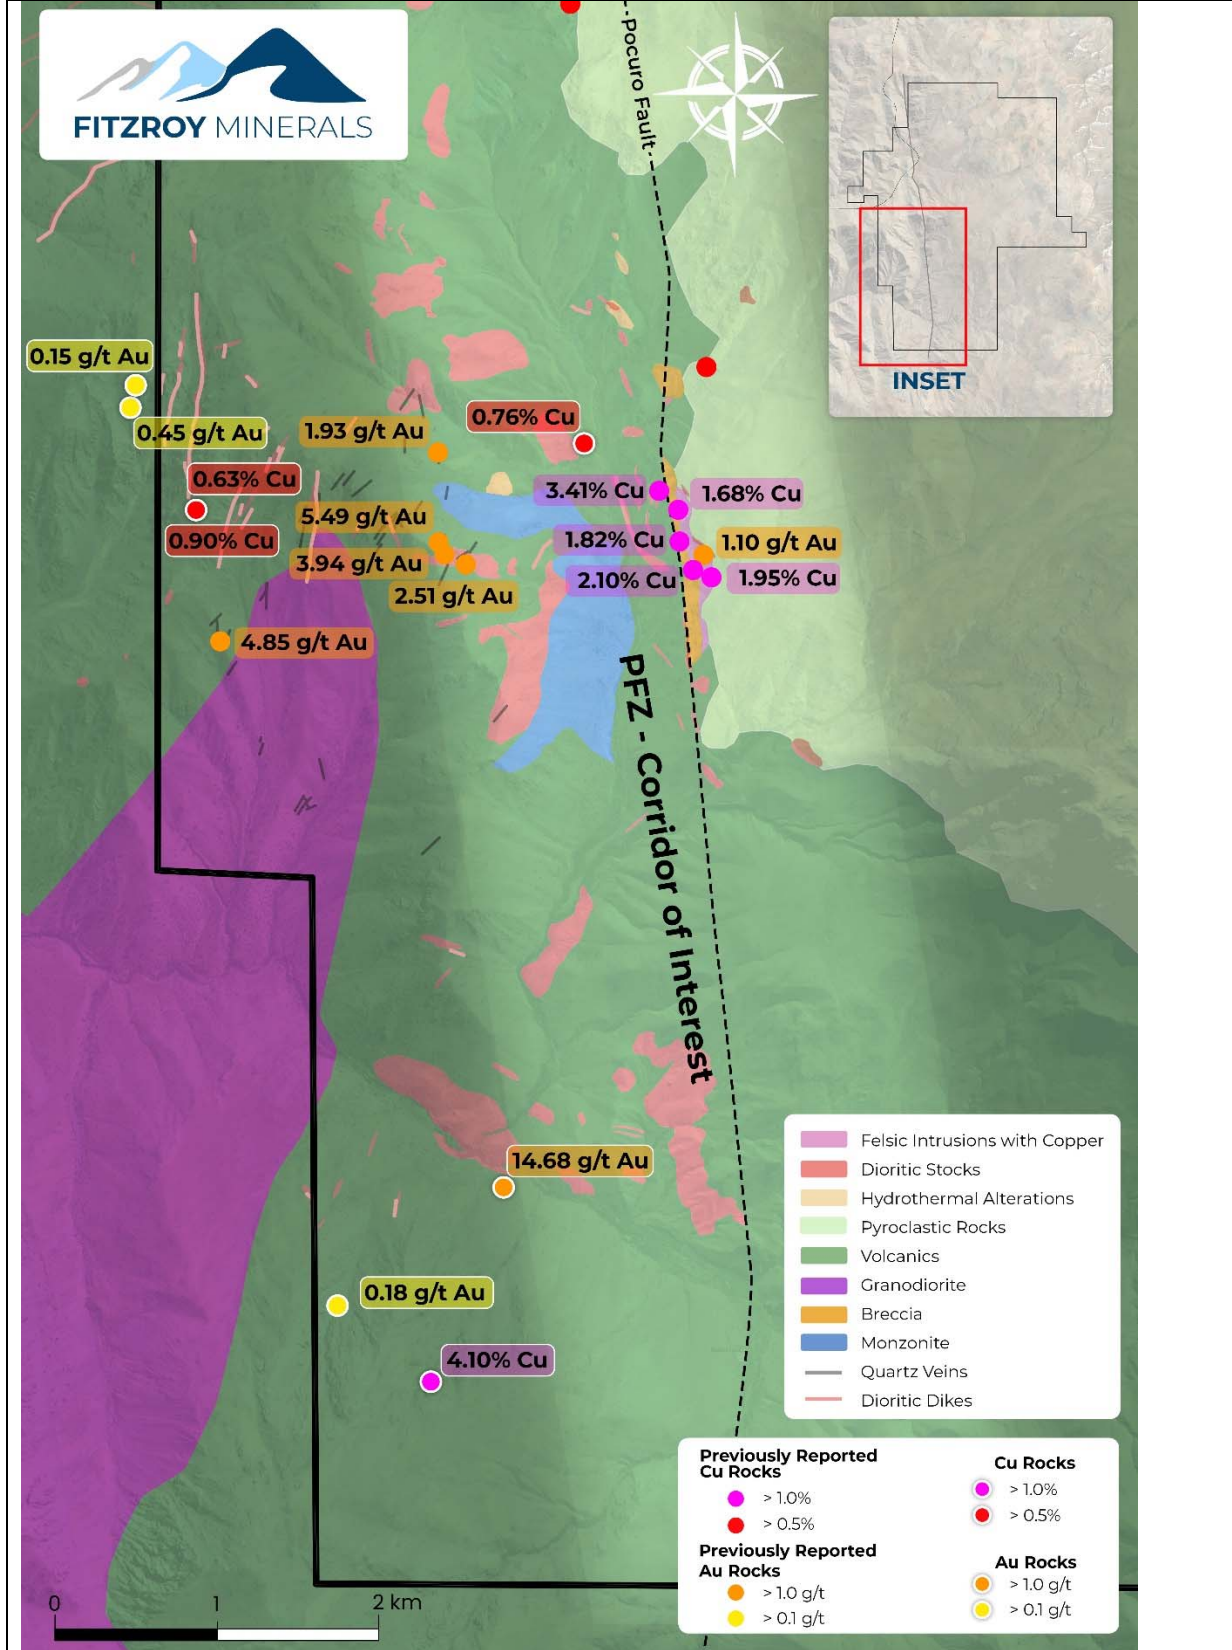 FITZROY MINERALS
Pocuro Fault
INSET
0.15 g/t Au
0.45 g/t Au
1.93 g/t Au
0.76% Cu
0.63% Cu
0.90% Cu
3.41% Cu
1.68% Cu
5.49 g/t Au
1.82% Cu
1.10 g/t Au
3.94 g/t Au
2.10% Cu
1.95% Cu
2.51 g/t Au
4.85 g/t Au
PFZ - Corridor of Interest
14.68 g/t Au
0.18 g/t Au
4.10% Cu
Felsic Intrusions with Copper
Dioritic Stocks
Hydrothermal Alterations
Pyroclastic Rocks
Volcanics
Granodiorite
Breccia
Monzonite
Quartz Veins
Dioritic Dikes
Previously Reported
Cu Rocks
> 1.0%
> 0.5%
Previously Reported
Au Rocks
> 1.0 g/t
> 0.1 g/t
Cu Rocks
> 1.0%
> 0.5%
Au Rocks
> 1.0 g/t
> 0.1 g/t
0 1 2 km